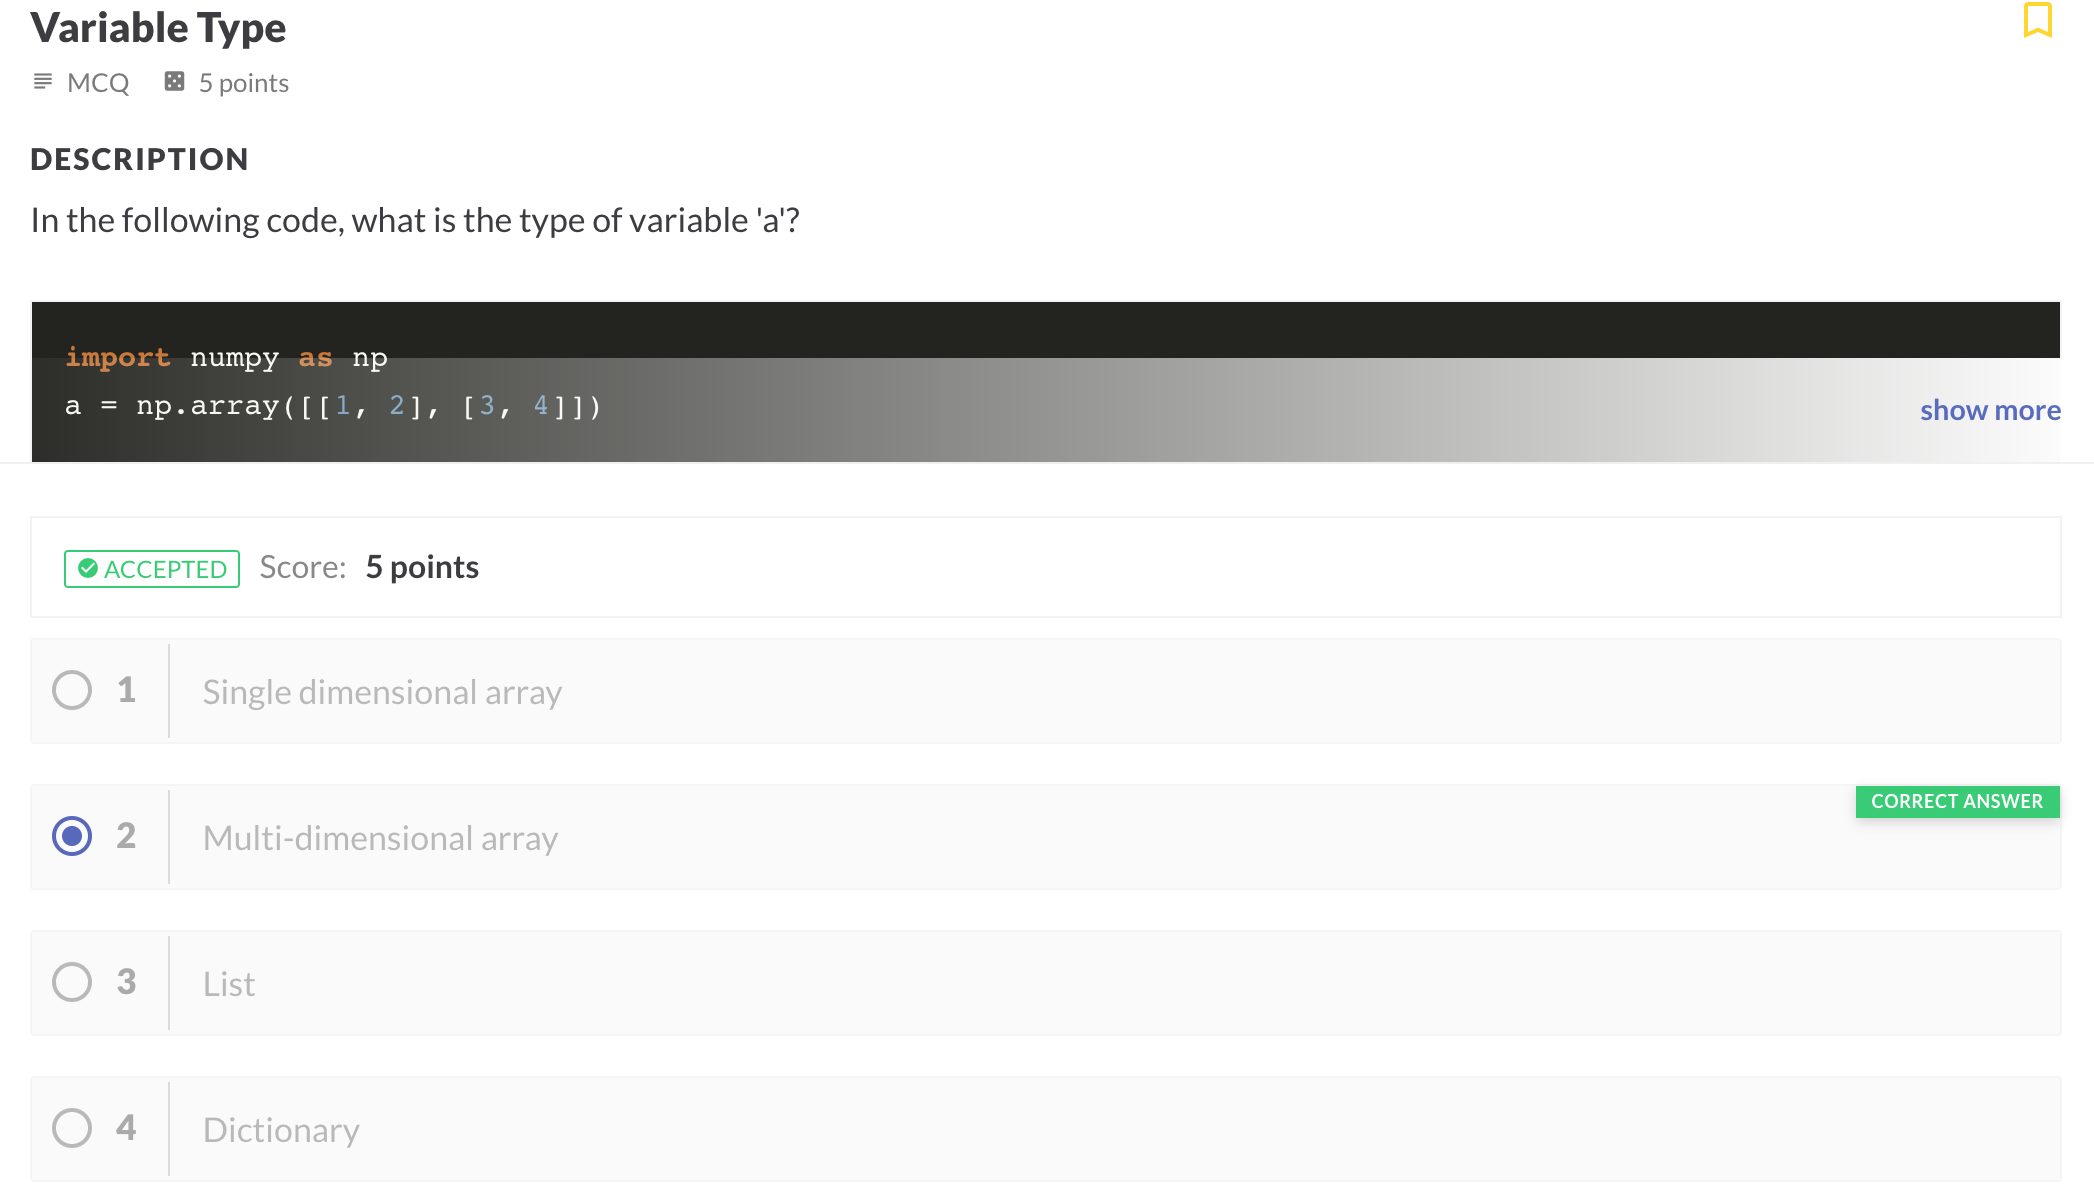 Variable Type
MCQ 5 points
DESCRIPTION
In the following code, what is the type of variable 'a'?
import numpy as np
a = np.array([[1, 2], [3, 4]])
show more
ACCEPTED Score: 5 points
1 Single dimensional array
CORRECT ANSWER
2 Multi-dimensional array
3 List
4 Dictionary